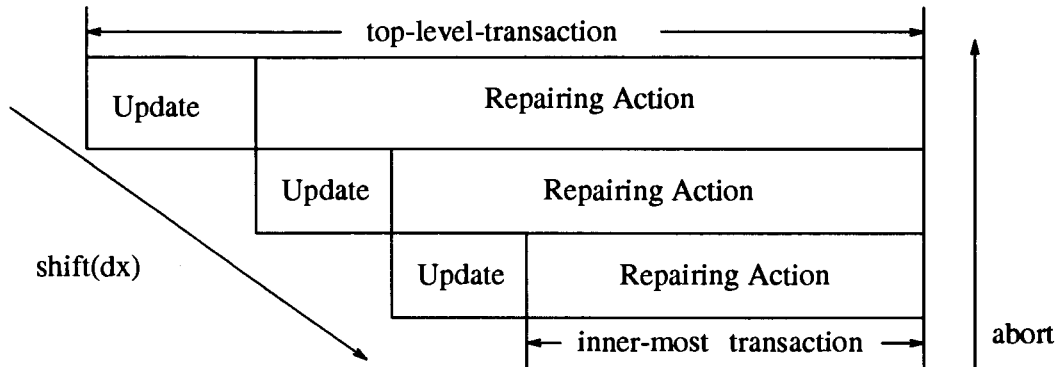 top-level-transaction
Update
Repairing Action
Update
Repairing Action
shift(dx)
Update
Repairing Action
inner-most transaction
abort